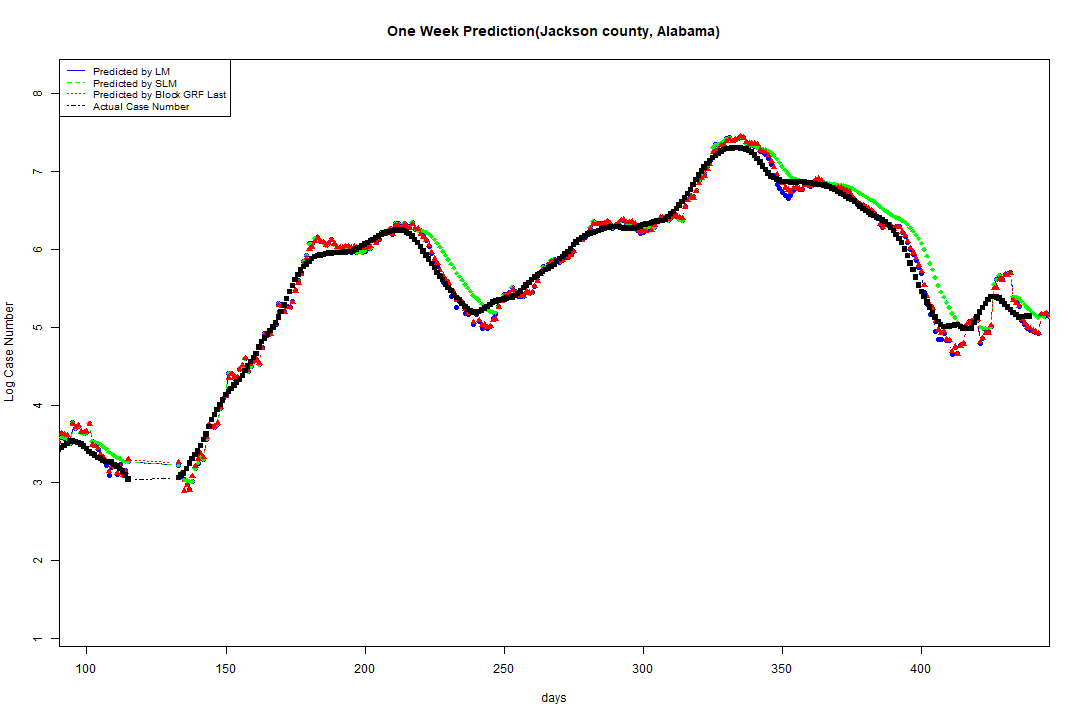 One Week Prediction(Jackson county, Alabama)
Predicted by LM
Predicted by SLM
Predicted by Block GRF Last
Actual Case Number
Log Case Number
8
7
6
5
4
3
2
1
100 150 200 250 300 350 400
days